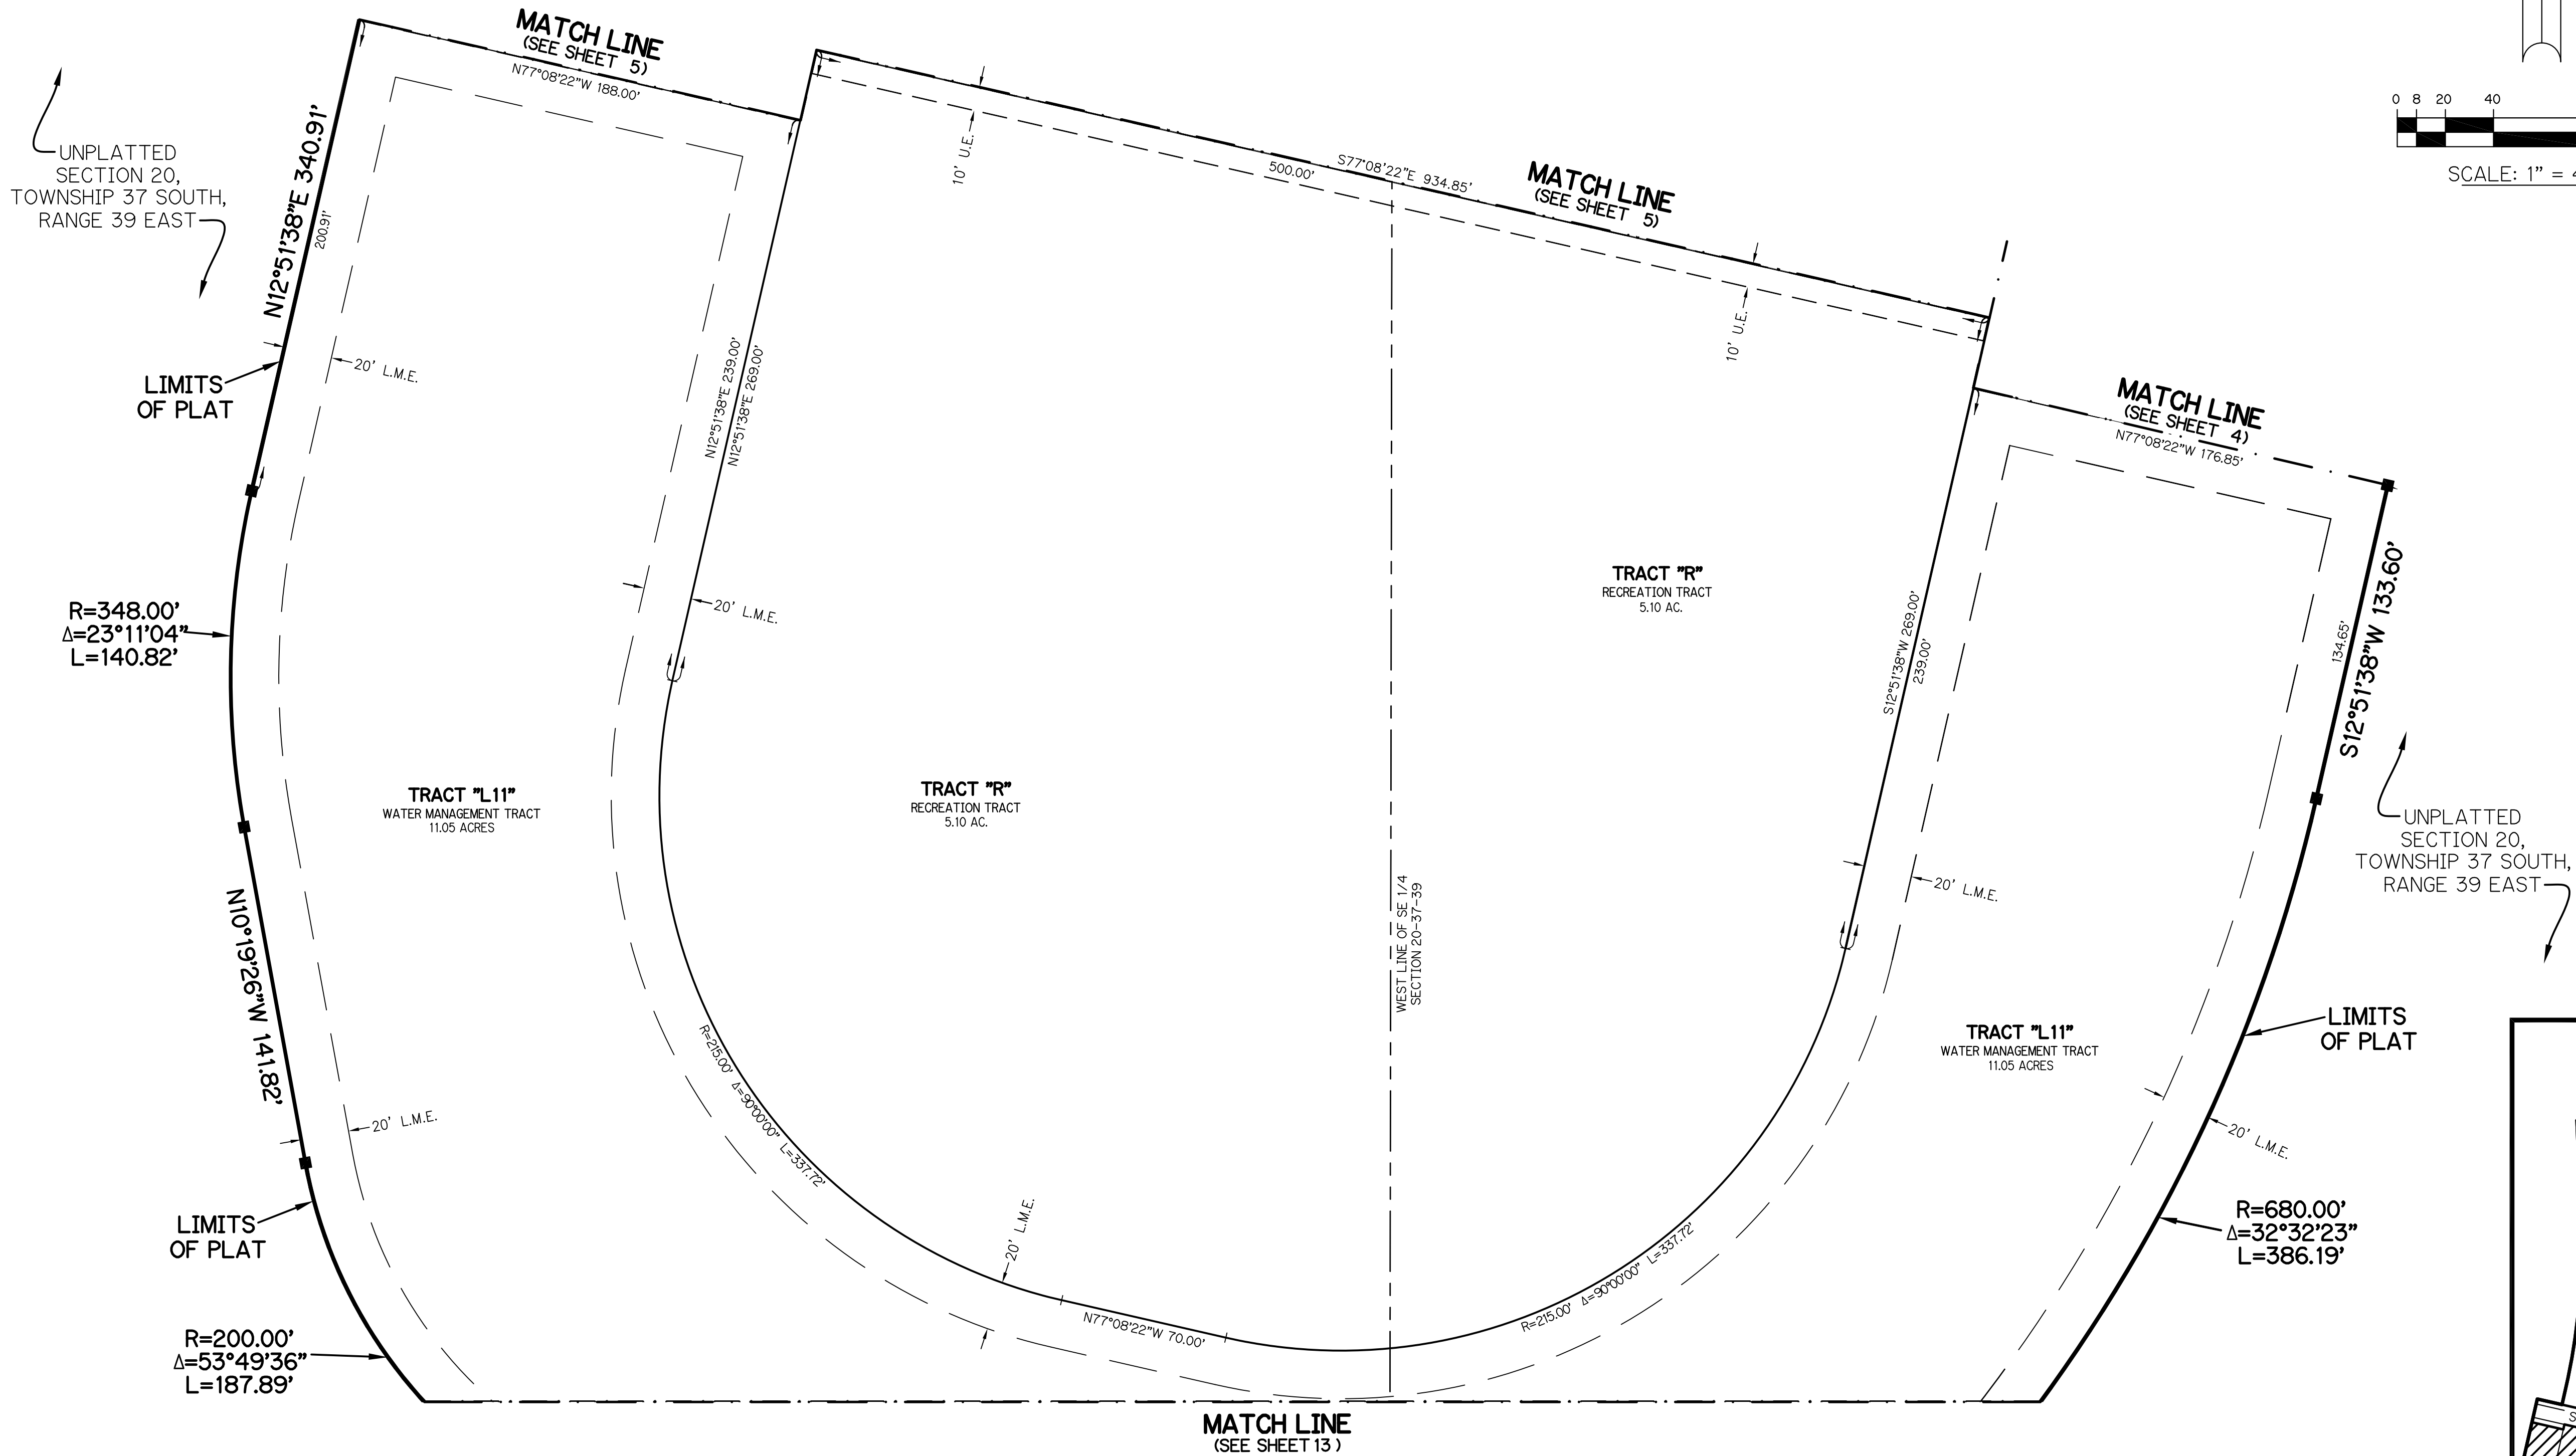 MATCH LINE
(SEE SHEET 5)
N77°08'22"W 188.00'
UNPLATTED
SECTION 20,
TOWNSHIP 37 SOUTH,
RANGE 39 EAST
N12°51'38"E 340.91'
200.91'
LIMITS
OF PLAT
20' L.M.E.
10' U.E.
500.00'
S77°08'22"E 934.85'
MATCH LINE
(SEE SHEET 5)
10' U.E.
0 8 20 40
SCALE: 1" =
MATCH LINE
(SEE SHEET 4)
N77°08'22"W 176.85'
N12°51'38"E 239.00'
N12°51'38"E 269.00'
20' L.M.E.
R=348.00'
Δ=23°11'04"
L=140.82'
TRACT "R"
RECREATION TRACT
5.10 AC.
S12°51'38"W 269.00'
239.00'
134.65'
S12°51'38"W 133.60'
TRACT "L11"
WATER MANAGEMENT TRACT
11.05 ACRES
TRACT "R"
RECREATION TRACT
5.10 AC.
WEST LINE OF SE 1/4
SECTION 20-37-39
20' L.M.E.
UNPLATTED
SECTION 20,
TOWNSHIP 37 SOUTH,
RANGE 39 EAST
N10°19'26"W 141.82'
20' L.M.E.
TRACT "L11"
WATER MANAGEMENT TRACT
11.05 ACRES
LIMITS
OF PLAT
20' L.M.E.
R=215.00' Δ=90°00'00" L=337.72'
20' L.M.E.
N77°08'22"W 70.00'
R=215.00' Δ=90°00'00" L=337.72'
LIMITS
OF PLAT
R=680.00'
Δ=32°32'23"
L=386.19'
R=200.00'
Δ=53°49'36"
L=187.89'
MATCH LINE
(SEE SHEET 13 )